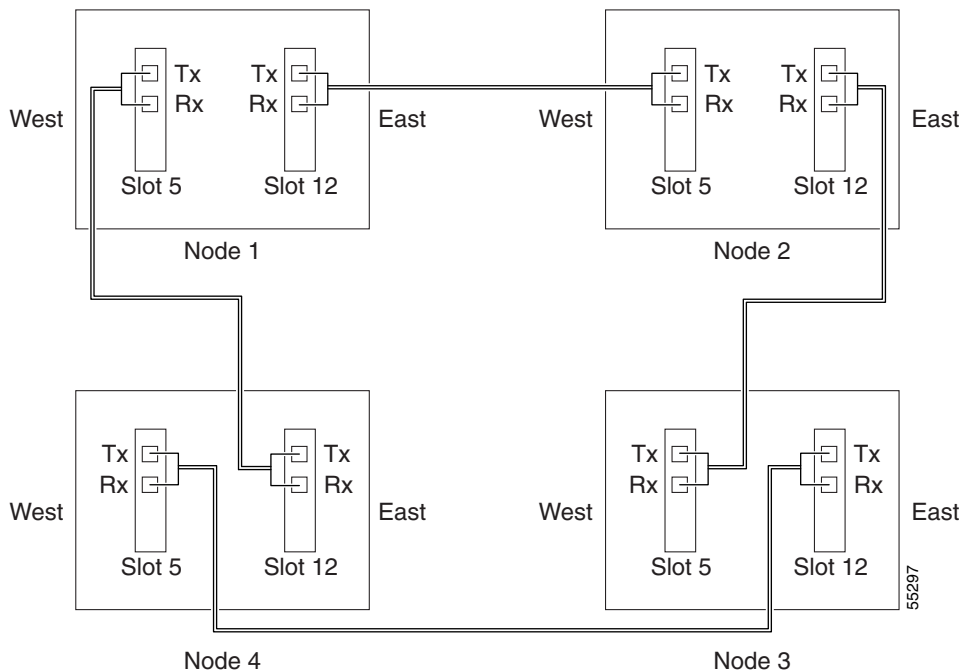 Tx Tx Tx Tx
Rx Rx Rx Rx
West East West East
Slot 5 Slot 12 Slot 5 Slot 12
Node 1 Node 2
Tx Tx Tx Tx
Rx Rx Rx Rx
West East West East
Slot 5 Slot 12 Slot 5 Slot 12
55297
Node 4 Node 3